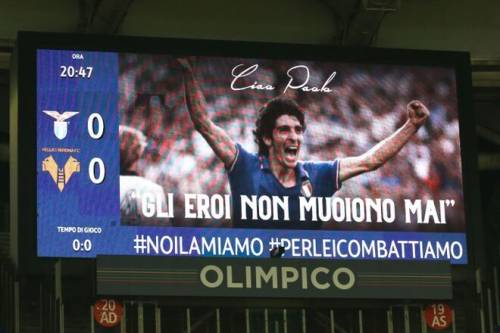 ORA
20:47
Ciao Paolo
0
0
"GLI EROI NON MUOIONO MAI"
TEMPO DI GIOCO
0:0
#NOILAMIAMO #PERLEICOMBATTIAMO
OLIMPICO
20
AD
19
AS